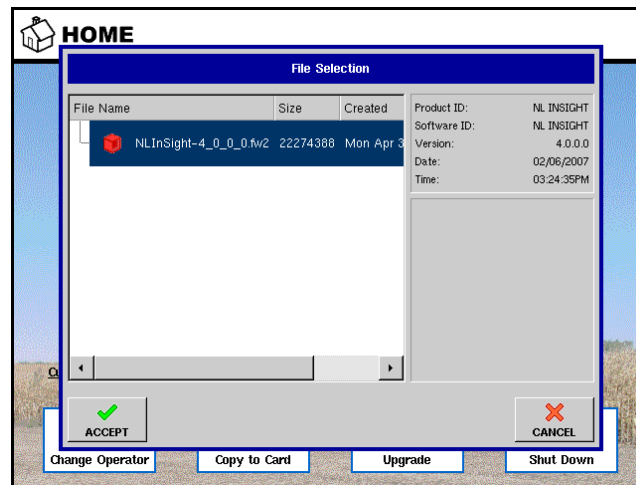 HOME
File Selection
File Name Size Created
NLInSight-4_0_0_0.fw2 22274388 Mon Apr 3
Product ID: NL INSIGHT
Software ID: NL INSIGHT
Version: 4.0.0.0
Date: 02/06/2007
Time: 03:24:35PM
ACCEPT
CANCEL
Change Operator
Copy to Card
Upgrade
Shut Down